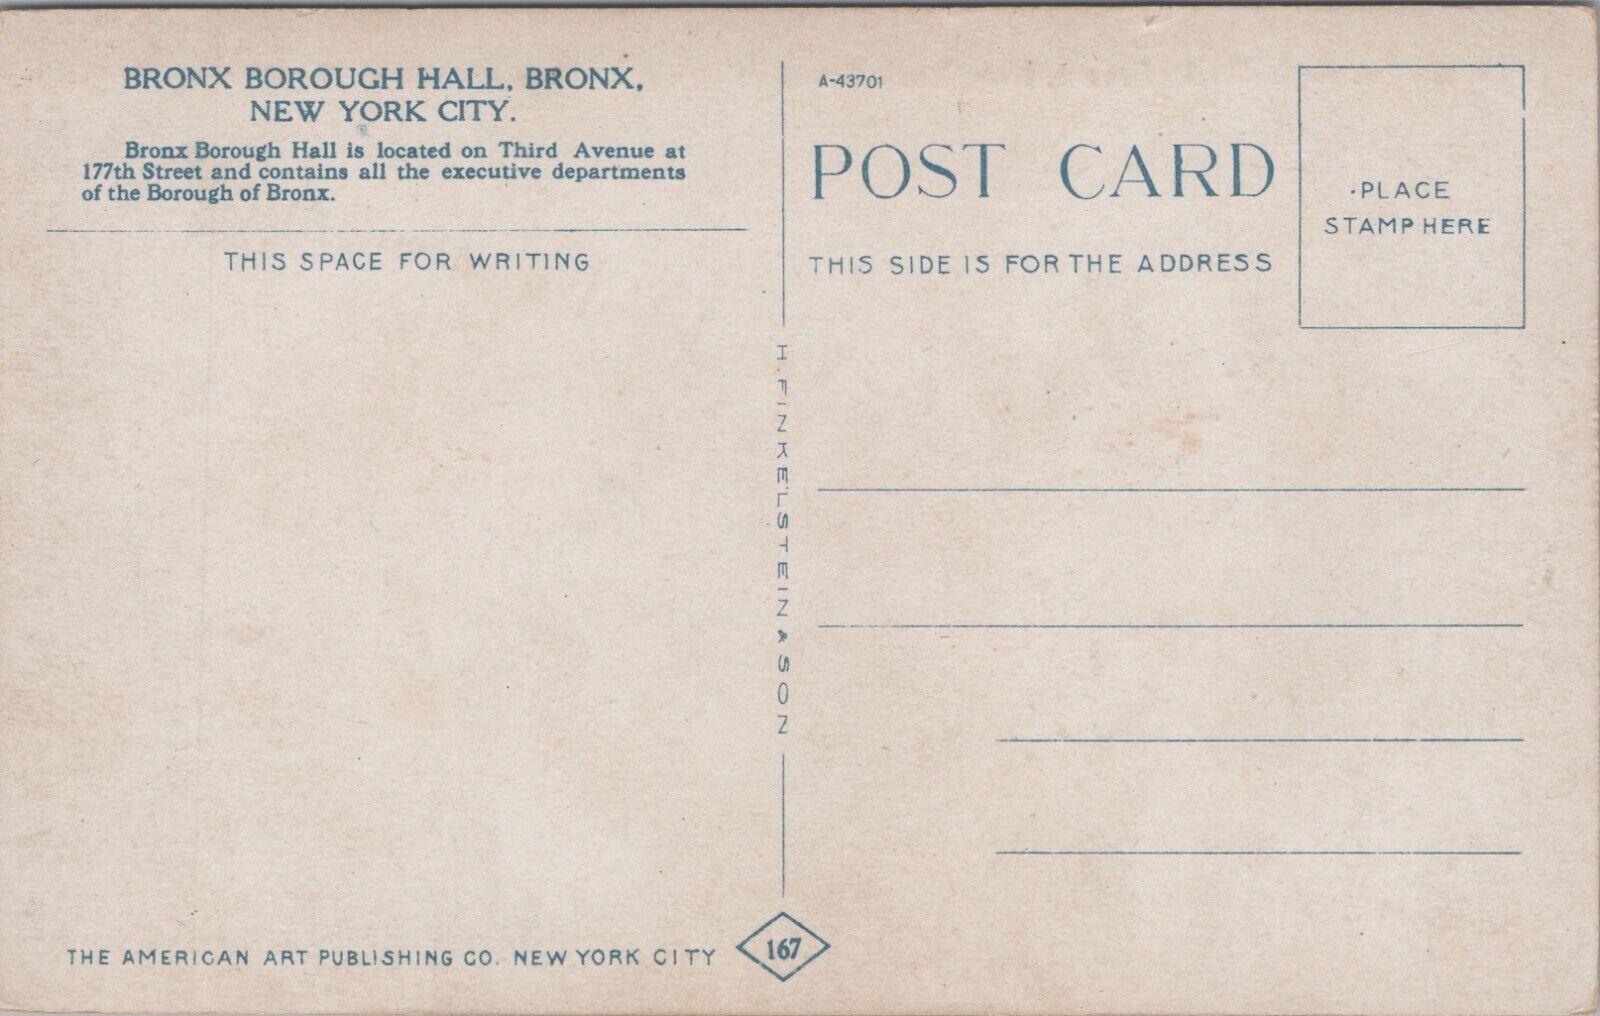 BRONX BOROUGH HALL, BRONX,
NEW YORK CITY.
Bronx Borough Hall is located on Third Avenue at
177th Street and contains all the executive departments
of the Borough of Bronx.
THIS SPACE FOR WRITING
A-43701
POST CARD
THIS SIDE IS FOR THE ADDRESS
PLACE
STAMP HERE
H. FINKELSTEIN & SON
THE AMERICAN ART PUBLISHING CO. NEW YORK CITY
167